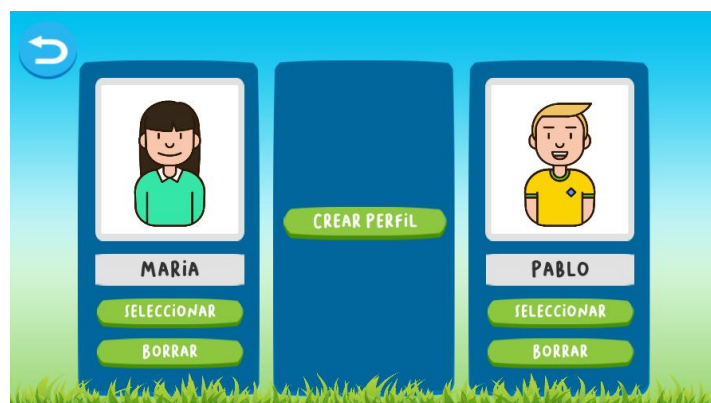 MARiA
SELECCiONAR
BORRAR
CREAR PERFiL
PABLO
SELECCiONAR
BORRAR